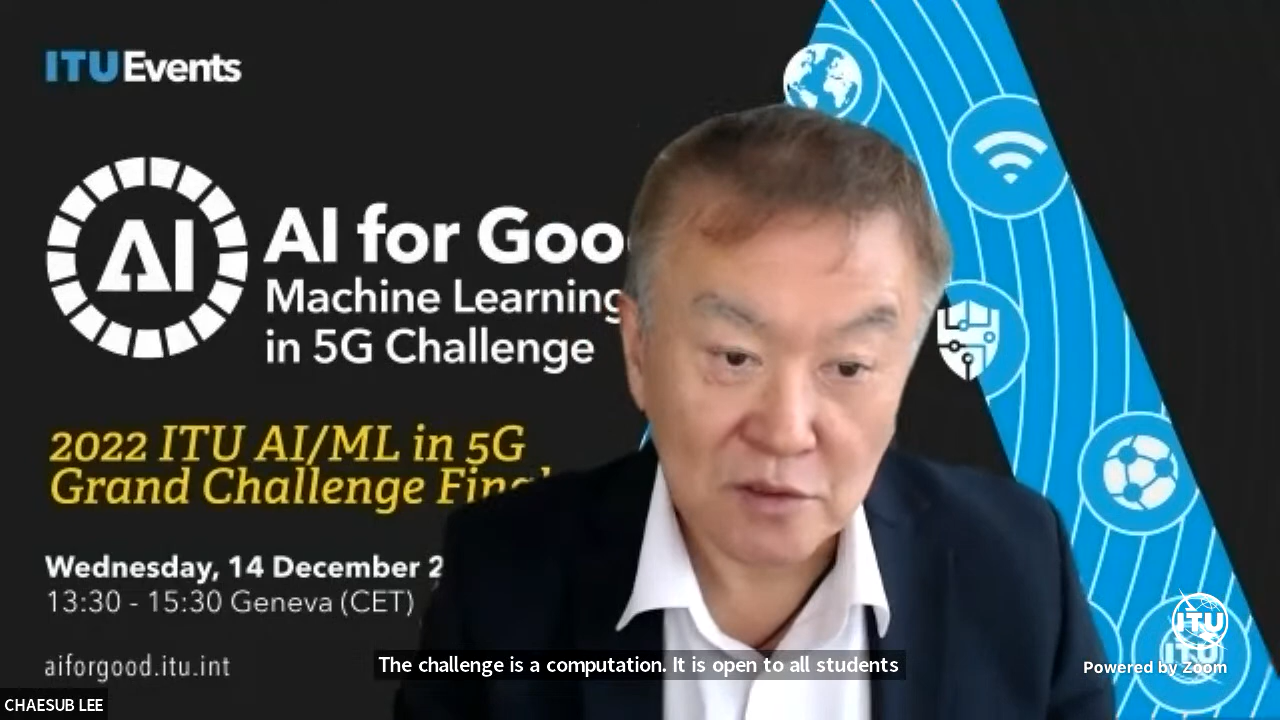 ITUEvents
AI
AI for Goo
Machine Learning
in 5G Challenge
2022 ITU AI/ML in 5G
Grand Challenge Final
Wednesday, 14 December 2
13:30 - 15:30 Geneva (CET)
aiforgood.itu.int
The challenge is a computation. It is open to all students
ITU
ITU
Powered by Zoom
CHAESUB LEE